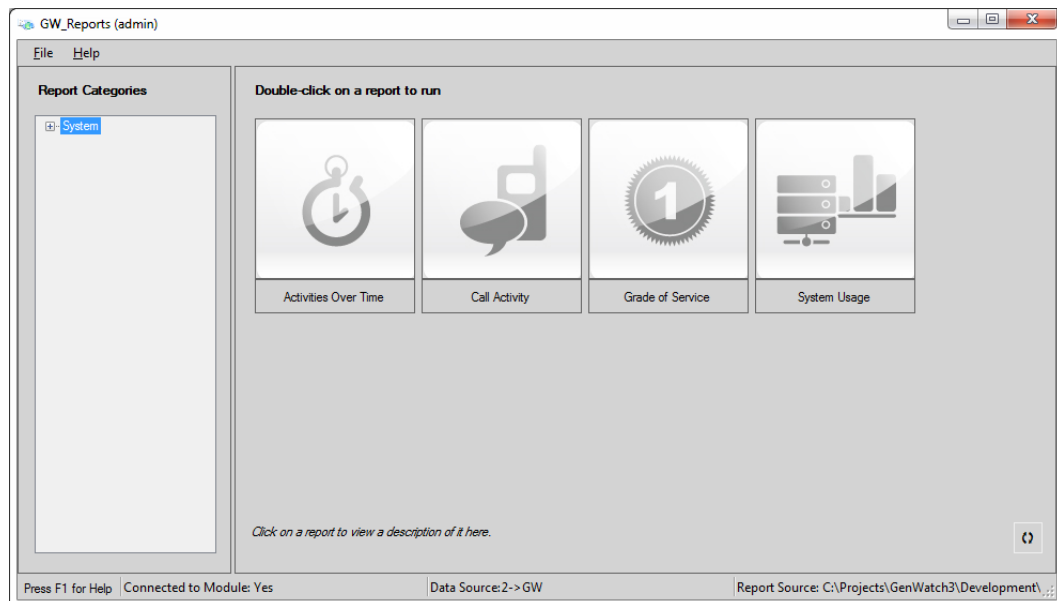 GW_Reports (admin)
File Help
Report Categories
Double-click on a report to run
System
1
Activities Over Time
Call Activity
Grade of Service
System Usage
Click on a report to view a description of it here.
Press F1 for Help
Connected to Module: Yes
Data Source:2->GW
Report Source: C:\Projects\GenWatch3\Development\